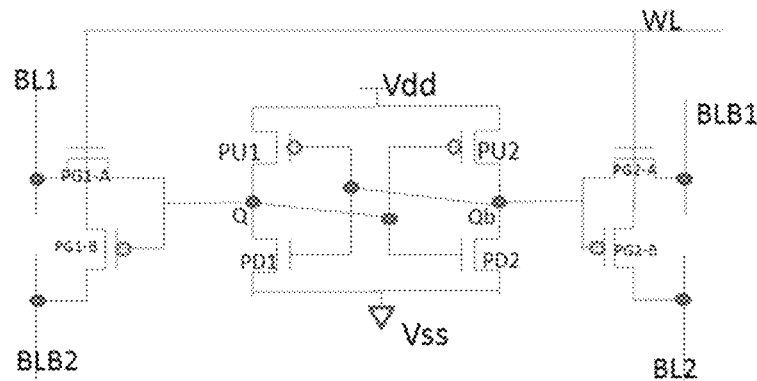 WL
BL1
Vdd
BLB1
PU1
PU2
PG1-A
PG2-A
Q
Qb
PG1-B
PG2-B
PD1
PD2
Vss
BLB2
BL2